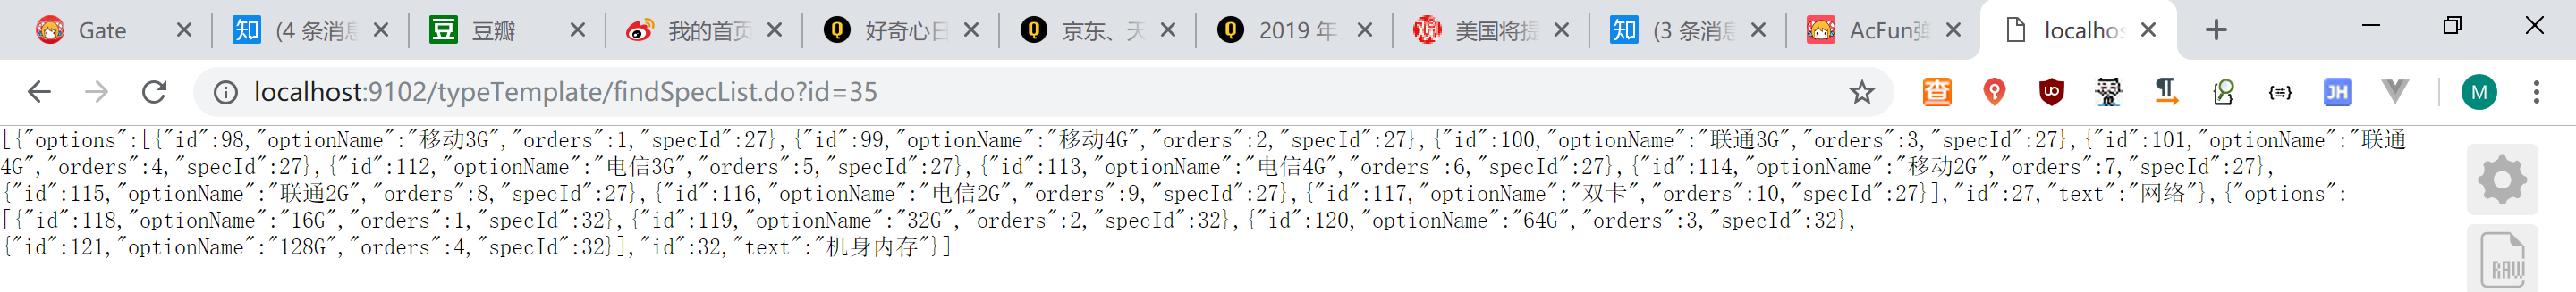 Gate
(4 条消息
豆瓣
我的首页
好奇心日
京东、天
2019 年
美国将提
(3 条消息
AcFun弹
localhos
localhost:9102/typeTemplate/findSpecList.do?id=35
[{"options":[{"id":98,"optionName":"移动3G","orders":1,"specId":27},{"id":99,"optionName":"移动4G","orders":2,"specId":27},{"id":100,"optionName":"联通3G","orders":3,"specId":27},{"id":101,"optionName":"联通
4G","orders":4,"specId":27},{"id":112,"optionName":"电信3G","orders":5,"specId":27},{"id":113,"optionName":"电信4G","orders":6,"specId":27},{"id":114,"optionName":"移动2G","orders":7,"specId":27},
{"id":115,"optionName":"联通2G","orders":8,"specId":27},{"id":116,"optionName":"电信2G","orders":9,"specId":27},{"id":117,"optionName":"双卡","orders":10,"specId":27}],"id":27,"text":"网络"},{"options":
[{"id":118,"optionName":"16G","orders":1,"specId":32},{"id":119,"optionName":"32G","orders":2,"specId":32},{"id":120,"optionName":"64G","orders":3,"specId":32},
{"id":121,"optionName":"128G","orders":4,"specId":32}],"id":32,"text":"机身内存"}]
RAW